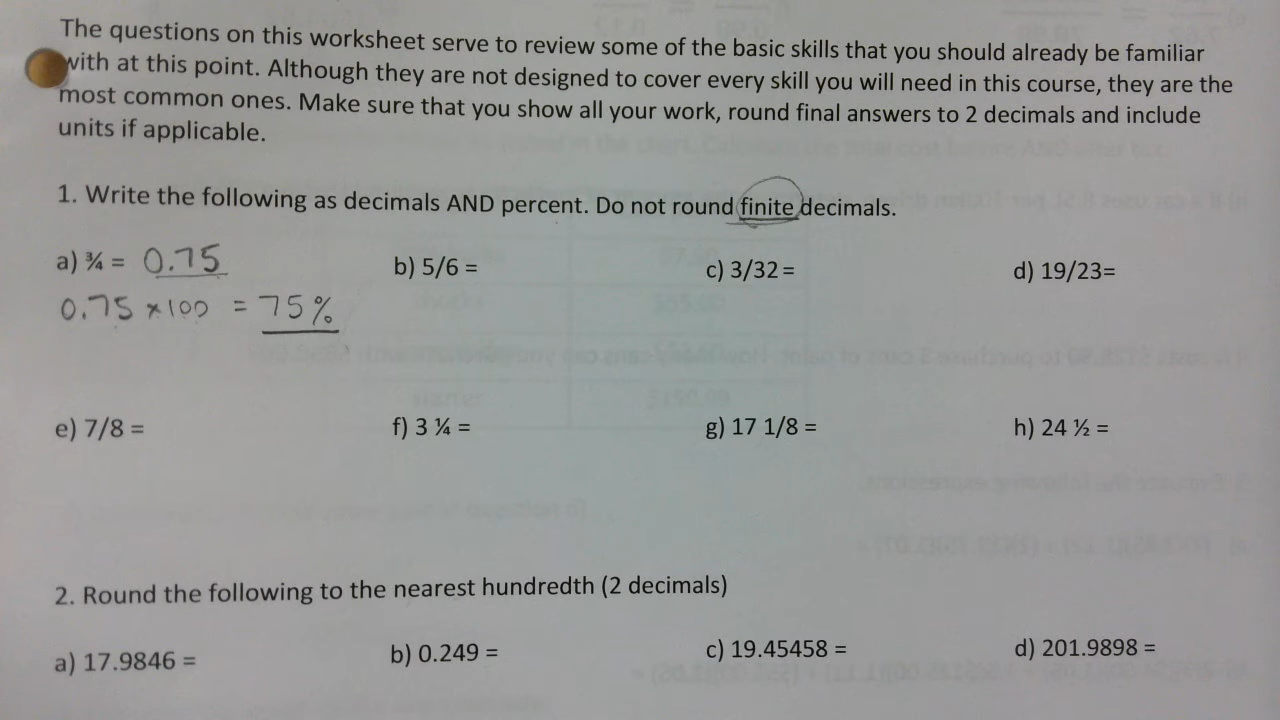 The questions on this worksheet serve to review some of the basic skills that you should already be familiar
with at this point. Although they are not designed to cover every skill you will need in this course, they are the
most common ones. Make sure that you show all your work, round final answers to 2 decimals and include
units if applicable.
1. Write the following as decimals AND percent. Do not round finite decimals.
a) ¾ = 0.75 b) 5/6 = c) 3/32 = d) 19/23=
0.75 ×100 = 75%
e) 7/8 = f) 3 ¼ = g) 17 1/8 = h) 24 ½ =
2. Round the following to the nearest hundredth (2 decimals)
a) 17.9846 = b) 0.249 = c) 19.45458 = d) 201.9898 =